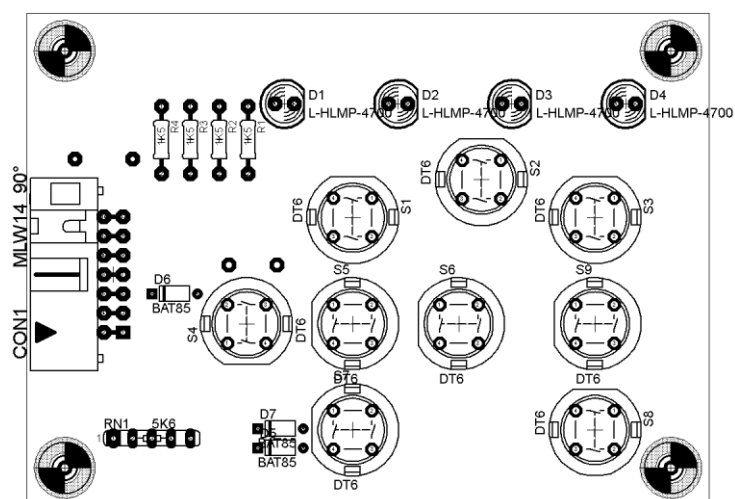 D1
L-HLMP-4700
D2
L-HLMP-4700
D3
L-HLMP-4700
D4
L-HLMP-4700
1K5
R4
1K5
R3
1K5
R2
1K5
R1
DT6
S2
DT6
S1
DT6
S3
MLW14 90°
CON1
D6
BAT85
S4
DT6
S5
DT6
S6
DT6
S9
DT6
S7
DT6
DT6
S8
RN1
5K6
1
D7
BAT85
D5
BAT85